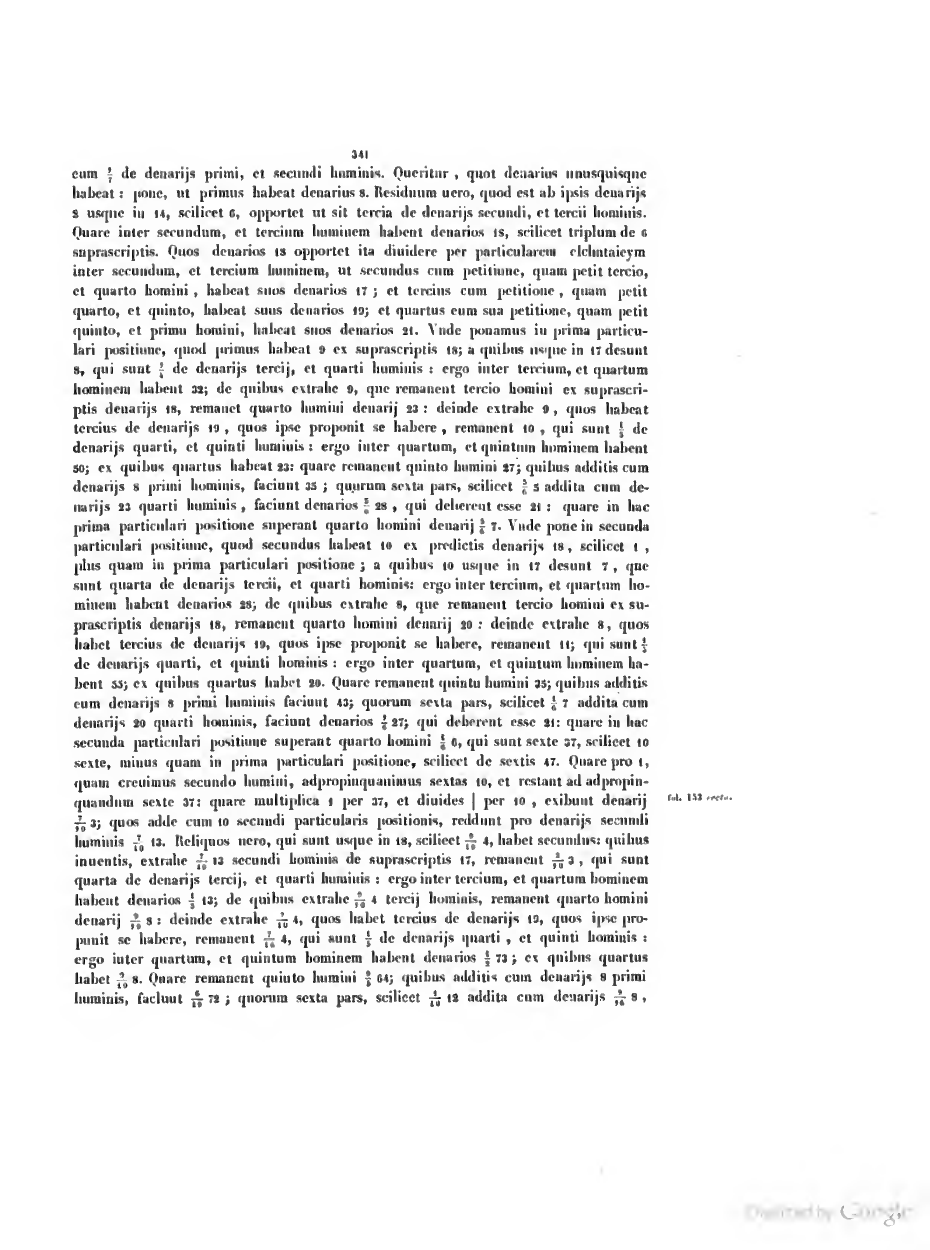 341
cum 1/7 de denarijs primi, et secundi hominis. Queritur, quot denarius unusquisque
habeat: pone, ut primus habeat denarius 8. Residuum uero, quod est ab ipsis denarijs
8 usque in 14, scilicet 6, opportet ut sit tercia de denarijs secundi, et tercii hominis.
Quare inter secundum, et tercium hominem habent denarios 18, scilicet triplum de 6
suprascriptis. Quos denarios 18 opportet ita diuidere per particularem elchataieym
inter secundum, et tercium hominem, ut secundus cum petitione, quam petit tercio,
et quarto homini, habeat suos denarios 17; et tercius cum petitione, quam petit
quarto, et quinto, habeat suus denarios 19; et quartus cum sua petitione, quam petit
quinto, et primo homini, habeat suos denarios 21. Vnde ponamus in prima particu-
lari positione, quod primus habeat 9 ex suprascriptis 18; a quibus usque in 17 desunt
8, qui sunt 1/4 de denarijs tercij, et quarti hominis: ergo inter tercium, et quartum
hominem habent 32; de quibus extrahe 9, que remanent tercio homini ex suprascri-
ptis denarijs 18, remanet quarto homini denarij 23: deinde extrahe 9, quos habeat
tercius de denarijs 19, quos ipse proponit se habere, remanent 10, qui sunt 1/5 de
denarijs quarti, et quinti hominis: ergo inter quartum, et quintum hominem habent
50; ex quibus quartus habeat 23: quare remanent quinto homini 27; quibus additis cum
denarijs 8 primi hominis, faciunt 35; quorum sexta pars, scilicet 5/6 5 addita cum de-
narijs 23 quarti hominis, faciunt denarios 5/6 28, qui deberent esse 21: quare in hac
prima particulari positione superant quarto homini denarij 5/6 7. Vnde pone in secunda
particulari positione, quod secundus habeat 10 ex predictis denarijs 18, scilicet 1,
plus quam in prima particulari positione; a quibus 10 usque in 17 desunt 7, que
sunt quarta de denarijs tercii, et quarti hominis: ergo inter tercium, et quartum ho-
minem habent denarios 28; de quibus extrahe 8, que remanent tercio homini ex su-
prascriptis denarijs 18, remanent quarto homini denarij 20: deinde extrahe 8, quos
habet tercius de denarijs 19, quos ipse proponit se habere, remanent 11; qui sunt 1/5
de denarijs quarti, et quinti hominis: ergo inter quartum, et quintum hominem ha-
bent 55; ex quibus quartus habet 20. Quare remanent quintu homini 35; quibus additis
cum denarijs 8 primi hominis faciunt 43; quorum sexta pars, scilicet 1/6 7 addita cum
denarijs 20 quarti hominis, faciunt denarios 1/6 27; qui deberent esse 21: quare in hac
secunda particulari positione superant quarto homini 1/6 6, qui sunt sexte 37, scilicet 10
sexte, minus quam in prima particulari positione, scilicet de sextis 47. Quare pro 1,
quam creuimus secundo homini, adpropinquauimus sextas 10, et restant ad adpropin-
quandum sexte 37: quare multiplica 1 per 37, et diuides | per 10, exibunt denarij
fol. 153 recto.
7/10 3; quos adde cum 10 secundi particularis positionis, reddunt pro denarijs secundi
hominis 7/10 13. Reliquos uero, qui sunt usque in 18, scilicet 3/10 4, habet secundus: quibus
inuentis, extrahe 7/10 13 secundi hominis de suprascriptis 17, remanent 3/10 3, qui sunt
quarta de denarijs tercij, et quarti hominis: ergo inter tercium, et quartum hominem
habent denarios 1/5 13; de quibus extrahe 3/10 4 tercij hominis, remanent quarto homini
denarij 9/10 8: deinde extrahe 3/10 4, quos habet tercius de denarijs 19, quos ipse pro-
punit se habere, remanent 7/10 4, qui sunt 1/5 de denarijs quarti, et quinti hominis:
ergo inter quartum, et quintum hominem habent denarios 1/2 73; ex quibus quartus
habet 9/10 8. Quare remanent quinto homini 3/5 64; quibus additis cum denarijs 8 primi
hominis, faciunt 6/10 72; quorum sexta pars, scilicet 1/10 12 addita cum denarijs 9/10 8,
Digitized by Google